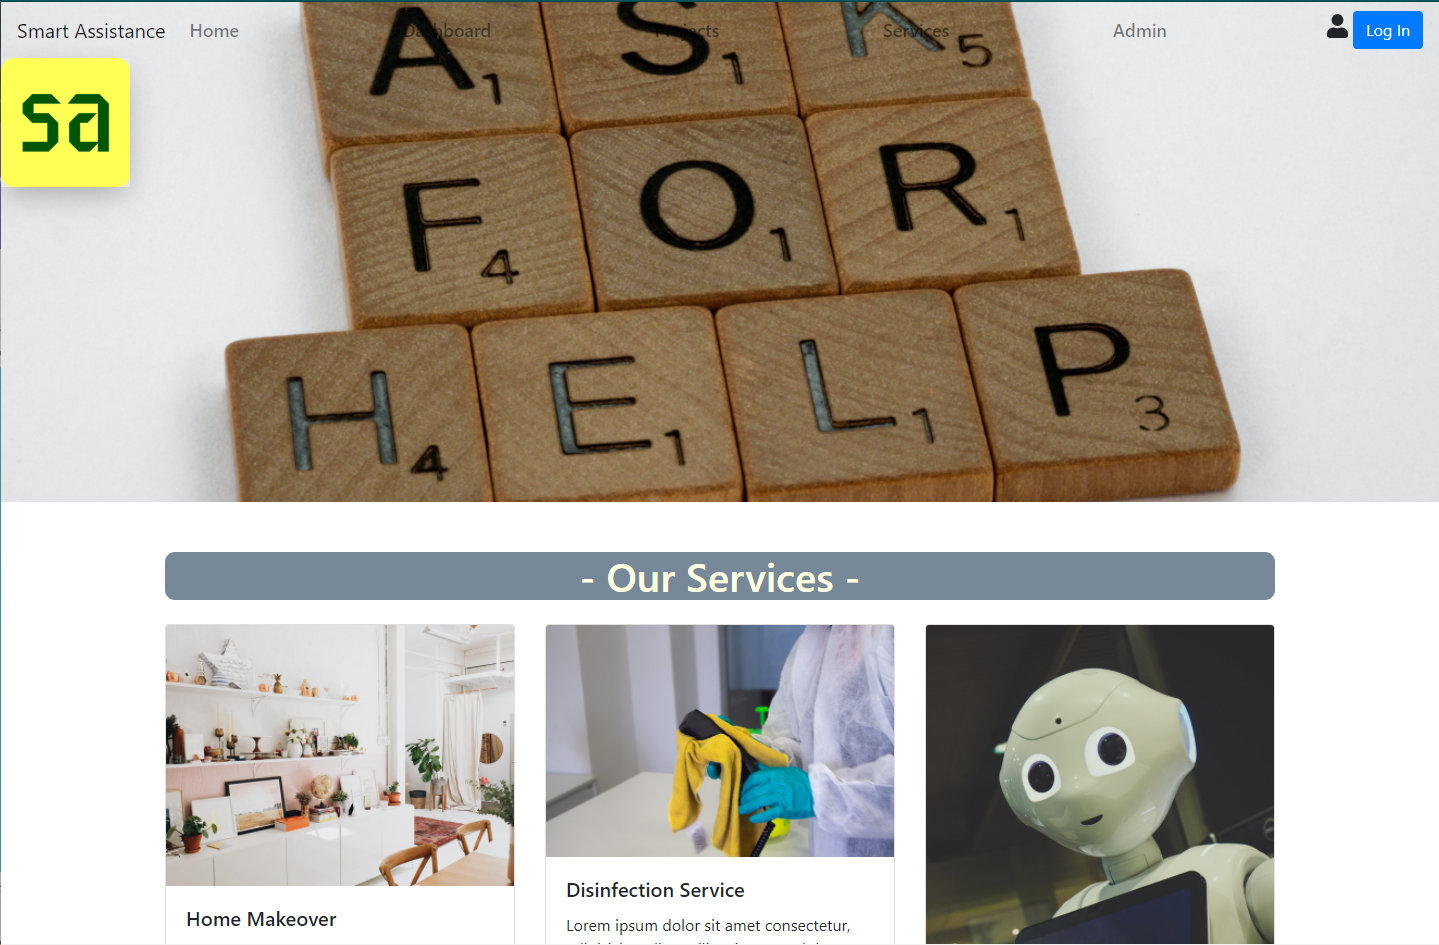 Smart Assistance Home Dashboard Projects Services Admin Log In
sa
A1 S1 K5
F4 O1 R1
H4 E1 L1 P3
- Our Services -
Home Makeover
Disinfection Service
Lorem ipsum dolor sit amet consectetur,